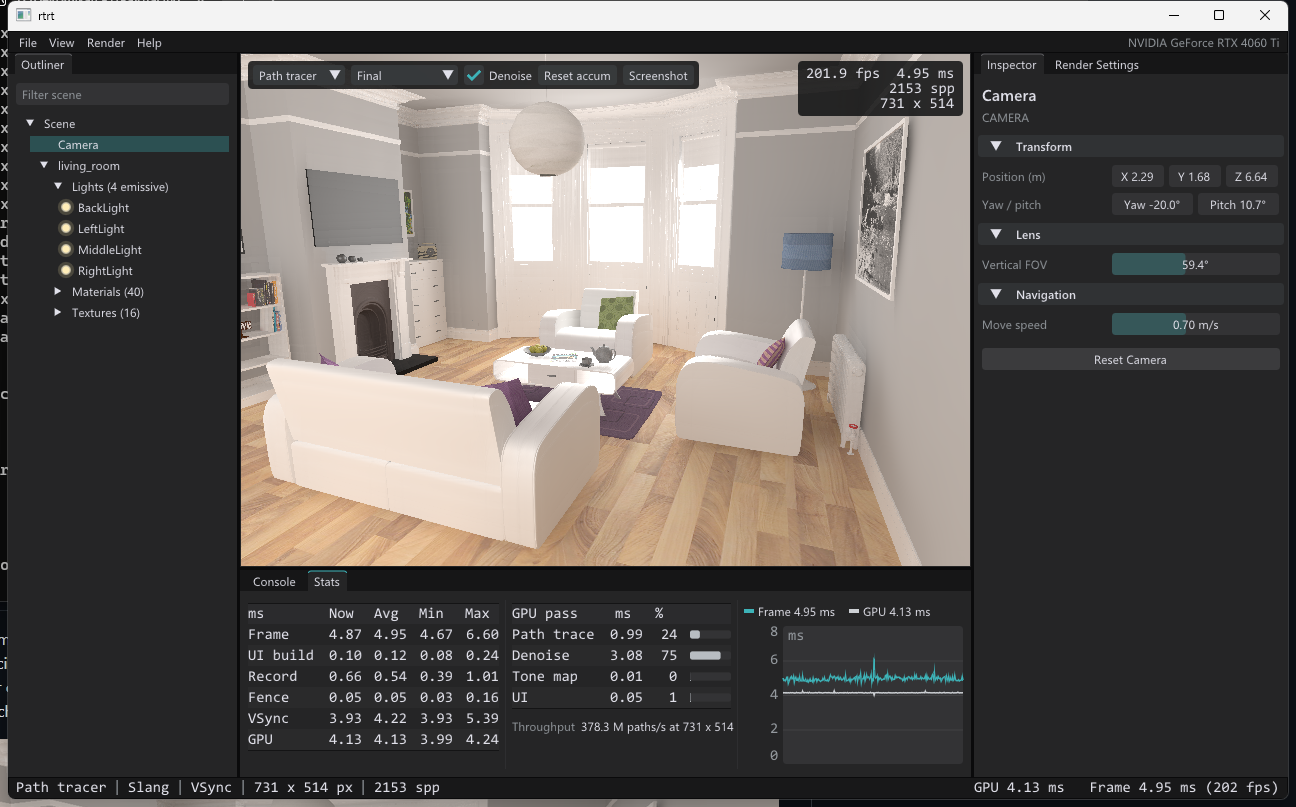 rtrt
File View Render Help
NVIDIA GeForce RTX 4060 Ti
Outliner
Filter scene
Scene
Camera
living_room
Lights (4 emissive)
BackLight
LeftLight
MiddleLight
RightLight
Materials (40)
Textures (16)
Path tracer Final Denoise Reset accum Screenshot
201.9 fps 4.95 ms
2153 spp
731 x 514
Inspector Render Settings
Camera
CAMERA
Transform
Position (m) X 2.29 Y 1.68 Z 6.64
Yaw / pitch Yaw -20.0° Pitch 10.7°
Lens
Vertical FOV 59.4°
Navigation
Move speed 0.70 m/s
Reset Camera
Console Stats
ms Now Avg Min Max
Frame 4.87 4.95 4.67 6.60
UI build 0.10 0.12 0.08 0.24
Record 0.66 0.54 0.39 1.01
Fence 0.05 0.05 0.03 0.16
VSync 3.93 4.22 3.93 5.39
GPU 4.13 4.13 3.99 4.24
GPU pass ms %
Path trace 0.99 24
Denoise 3.08 75
Tone map 0.01 0
UI 0.05 1
Throughput 378.3 M paths/s at 731 x 514
Frame 4.95 ms GPU 4.13 ms
ms
8
6
4
2
0
Path tracer | Slang | VSync | 731 x 514 px | 2153 spp
GPU 4.13 ms Frame 4.95 ms (202 fps)